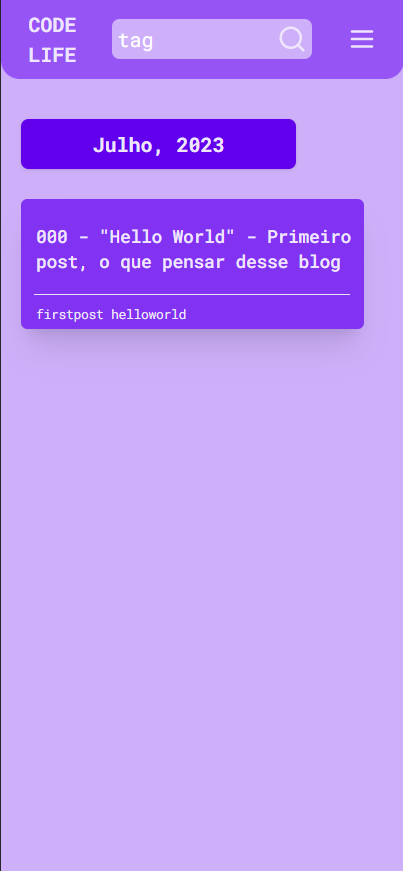 CODE
LIFE
tag
Julho, 2023
000 - "Hello World" - Primeiro
post, o que pensar desse blog
firstpost helloworld